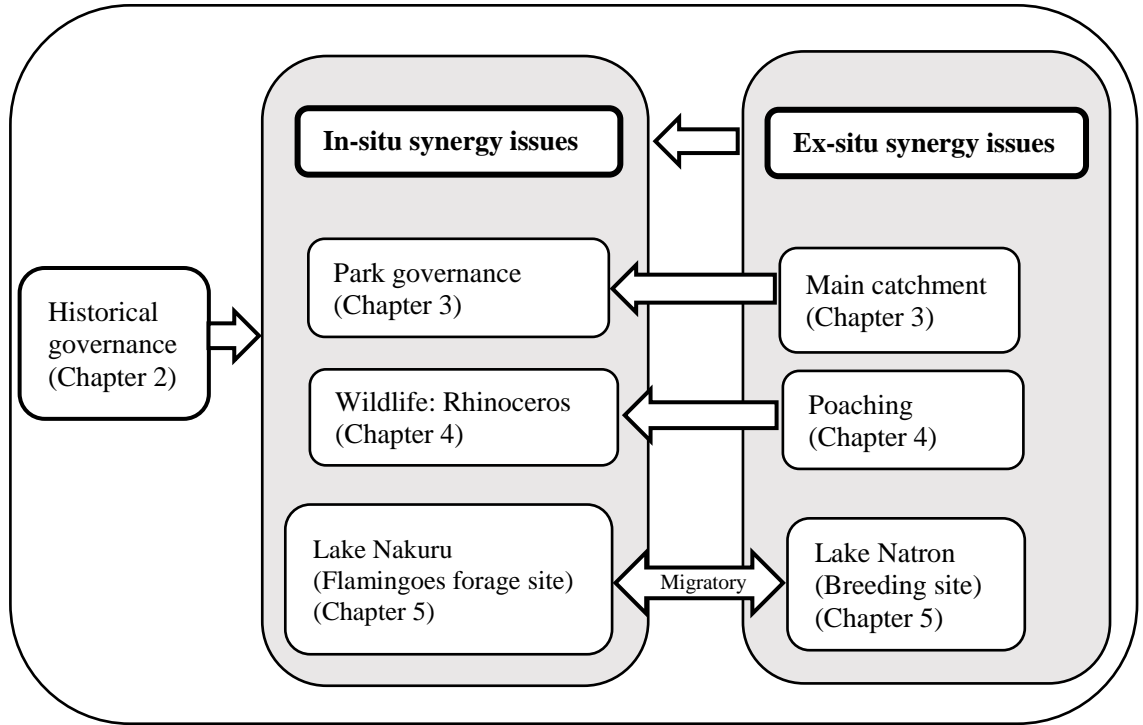 In-situ synergy issues
Ex-situ synergy issues
Historical
governance
(Chapter 2)
Park governance
(Chapter 3)
Main catchment
(Chapter 3)
Wildlife: Rhinoceros
(Chapter 4)
Poaching
(Chapter 4)
Lake Nakuru
(Flamingoes forage site)
(Chapter 5)
Migratory
Lake Natron
(Breeding site)
(Chapter 5)